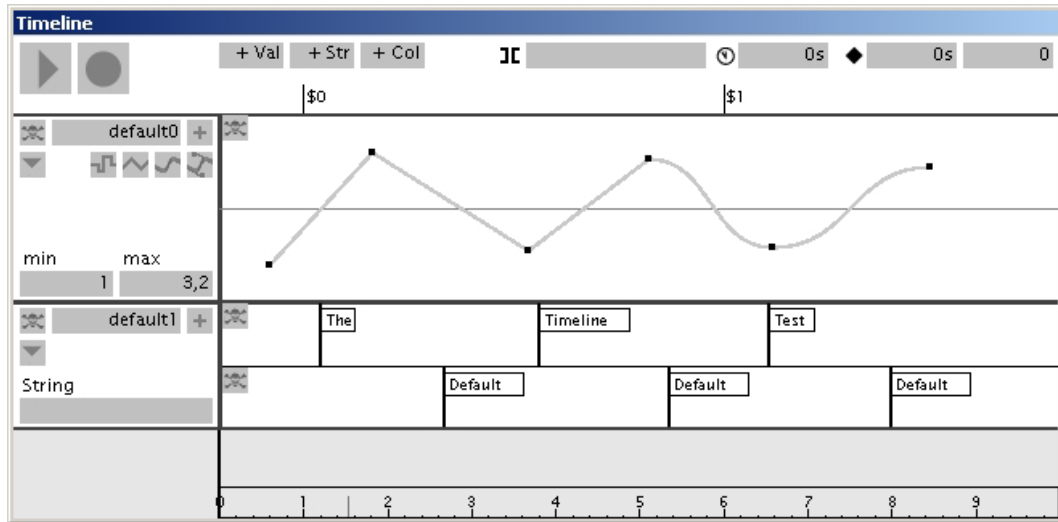 Timeline
+ Val + Str + Col 0s 0s 0
$0 $1
default0 +
min max
1 3,2
default1 +
The Timeline Test
String
Default Default Default
0 1 2 3 4 5 6 7 8 9